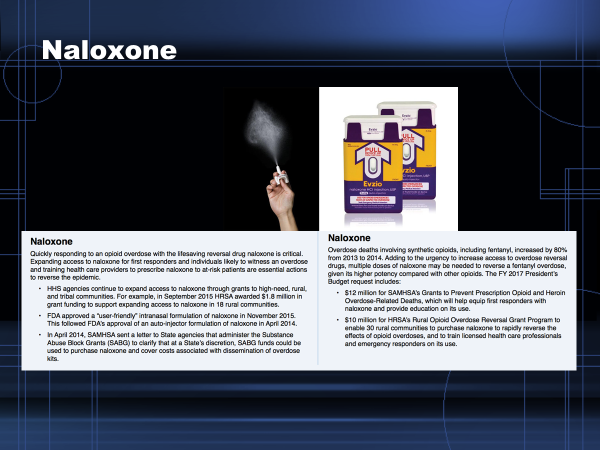 Naloxone
PULL
Evzio
Evzio
Naloxone
Quickly responding to an opioid overdose with the lifesaving reversal drug naloxone is critical.
Expanding access to naloxone for first responders and individuals likely to witness an overdose
and training health care providers to prescribe naloxone to at-risk patients are essential actions
to reverse the epidemic.
• HHS agencies continue to expand access to naloxone through grants to high-need, rural,
and tribal communities. For example, in September 2015 HRSA awarded $1.8 million in
grant funding to support expanding access to naloxone in 18 rural communities.
• FDA approved a "user-friendly" intranasal formulation of naloxone in November 2015.
This followed FDA's approval of an auto-injector formulation of naloxone in April 2014.
• In April 2014, SAMHSA sent a letter to State agencies that administer the Substance
Abuse Block Grants (SABG) to clarify that at a State's discretion, SABG funds could be
used to purchase naloxone and cover costs associated with dissemination of overdose
kits.
Naloxone
Overdose deaths involving synthetic opioids, including fentanyl, increased by 80%
from 2013 to 2014. Adding to the urgency to increase access to overdose reversal
drugs, multiple doses of naloxone may be needed to reverse a fentanyl overdose,
given its higher potency compared with other opioids. The FY 2017 President's
Budget request includes:
• $12 million for SAMHSA's Grants to Prevent Prescription Opioid and Heroin
Overdose-Related Deaths, which will help equip first responders with
naloxone and provide education on its use.
• $10 million for HRSA's Rural Opioid Overdose Reversal Grant Program to
enable 30 rural communities to purchase naloxone to rapidly reverse the
effects of opioid overdoses, and to train licensed health care professionals
and emergency responders on its use.